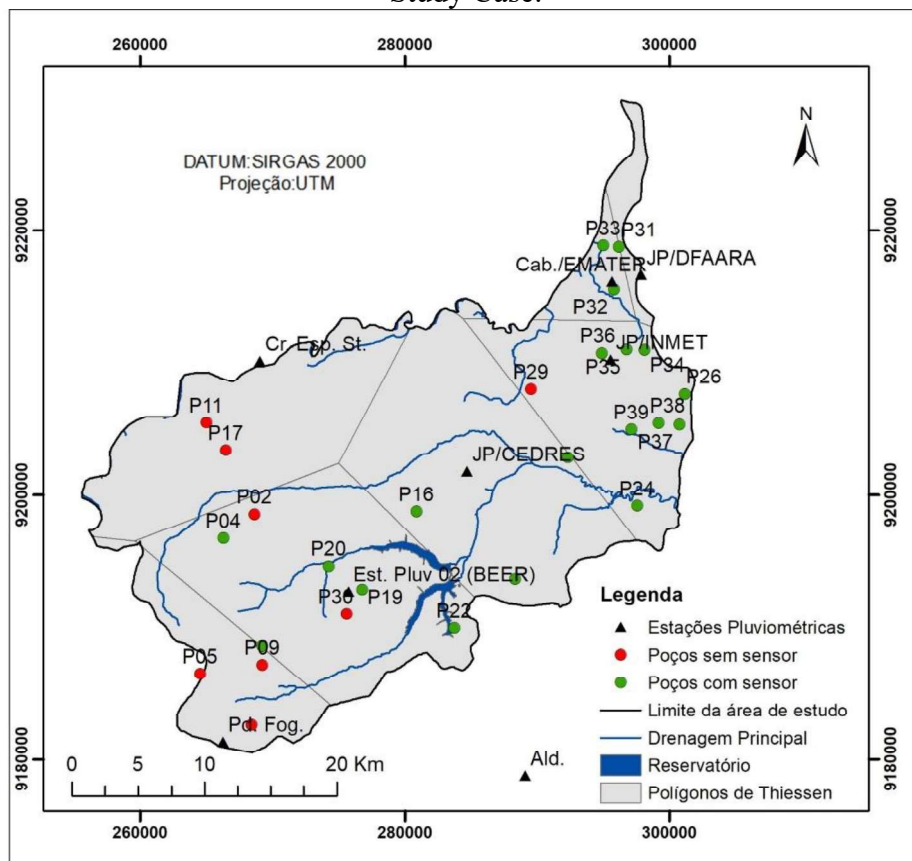 Study Case.
260000 280000 300000
DATUM:SIRGAS 2000
Projeção:UTM
N
9220000 9220000
P33 P31
Cab./EMATER JP/DFAARA
P32
P36 JP/INMET
P35 P34
Cr. Esp. St.
P29 P26
P11
P39 P38
P17 P37
JP/CEDRES
9200000 9200000
P02 P16 P24
P04
P20
Est. Pluv 02 (BEER)
P30 P19
P22
P09
P05
Pd. Fog.
Ald.
0 5 10 20 Km
9180000 9180000
Legenda
Estações Pluviométricas
Poços sem sensor
Poços com sensor
Limite da área de estudo
Drenagem Principal
Reservatório
Polígonos de Thiessen
260000 280000 300000